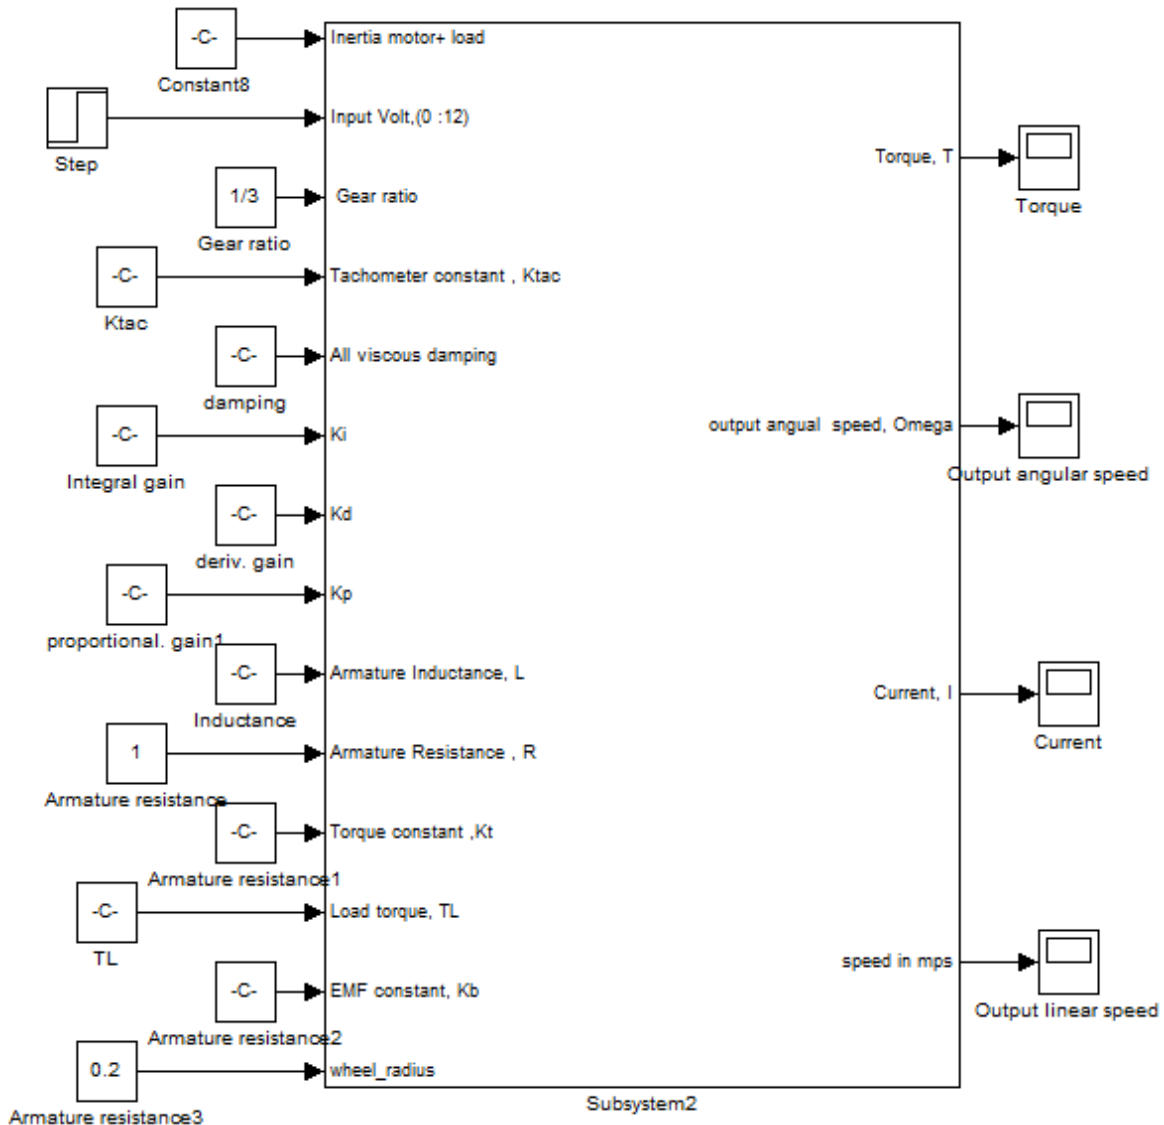 -C-
Inertia motor+ load
Constant8
Input Volt,(0 :12)
Step
Torque, T
Torque
1/3
Gear ratio
Gear ratio
-C-
Tachometer constant , Ktac
Ktac
-C-
All viscous damping
damping
output angual  speed, Omega
Output angular speed
-C-
Ki
Integral gain
-C-
Kd
deriv. gain
-C-
Kp
proportional. gain1
-C-
Armature Inductance, L
Inductance
Current, I
Current
1
Armature Resistance , R
Armature resistance
-C-
Torque constant ,Kt
Armature resistance1
-C-
Load torque, TL
TL
speed in mps
Output linear speed
-C-
EMF constant, Kb
Armature resistance2
0.2
wheel_radius
Armature resistance3
Subsystem2